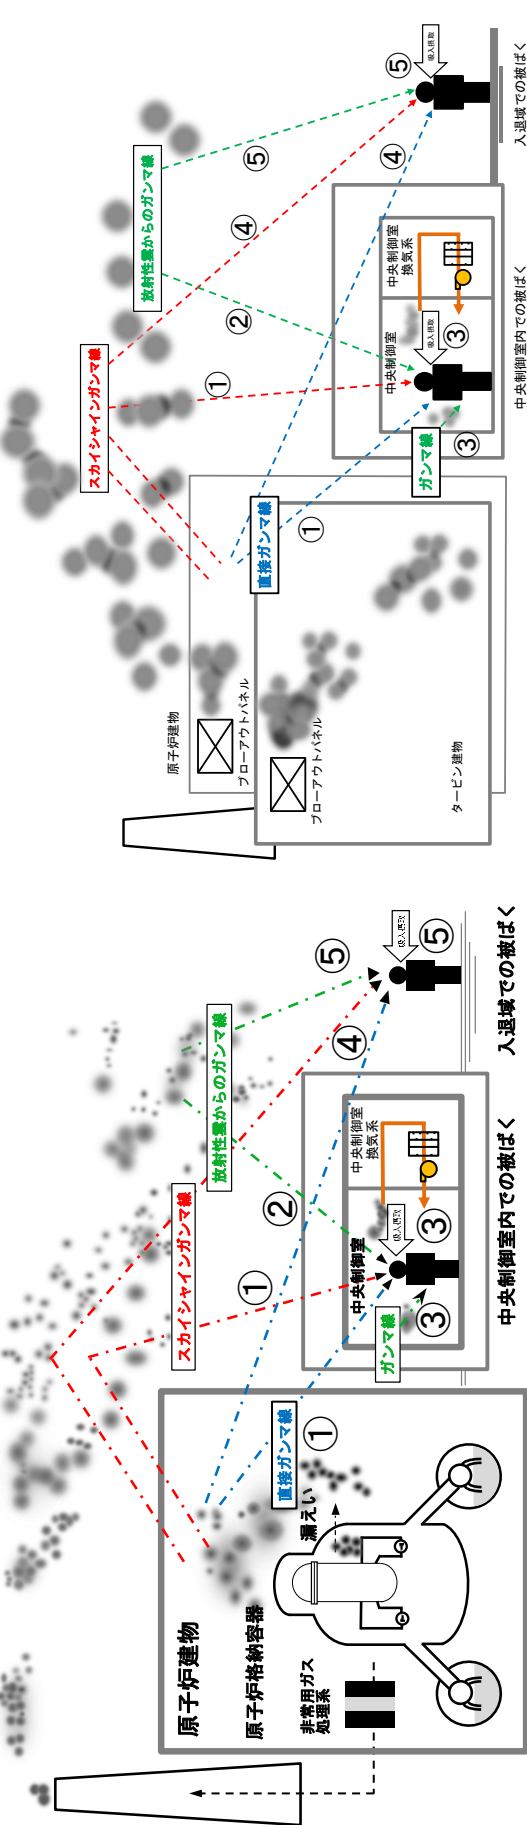 吸入摂取
⑤
放射性雲からのガンマ線
⑤
④
④
入退域での被ばく
スカイシャインガンマ線
②
①
中央制御室
換気系
中央制御室
吸入摂取
③
ガンマ線
③
中央制御室内での被ばく
直接ガンマ線
①
原子炉建物
ブローアウトパネル
ブローアウトパネル
タービン建物
⑤
吸入摂取
⑤
④
放射性雲からのガンマ線
入退域での被ばく
スカイシャインガンマ線
②
①
中央制御室
換気系
中央制御室
吸入摂取
③
ガンマ線
③
中央制御室内での被ばく
直接ガンマ線
①
漏えい
原子炉建物
原子炉格納容器
非常用ガス
処理系